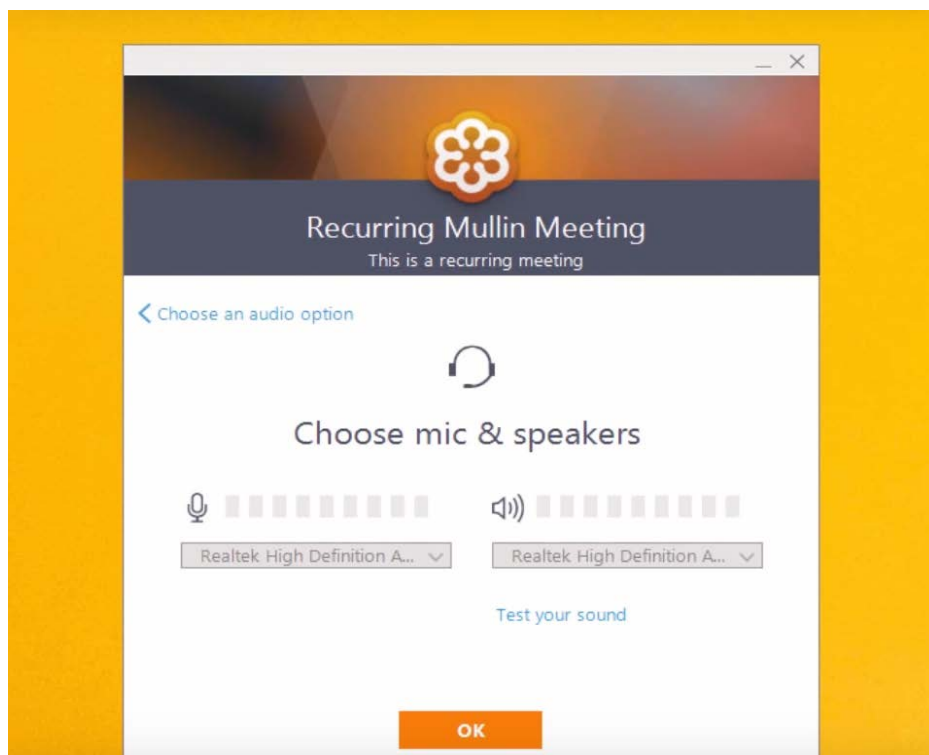 Recurring Mullin Meeting
This is a recurring meeting
Choose an audio option
Choose mic & speakers
Realtek High Definition A... Realtek High Definition A...
Test your sound
OK